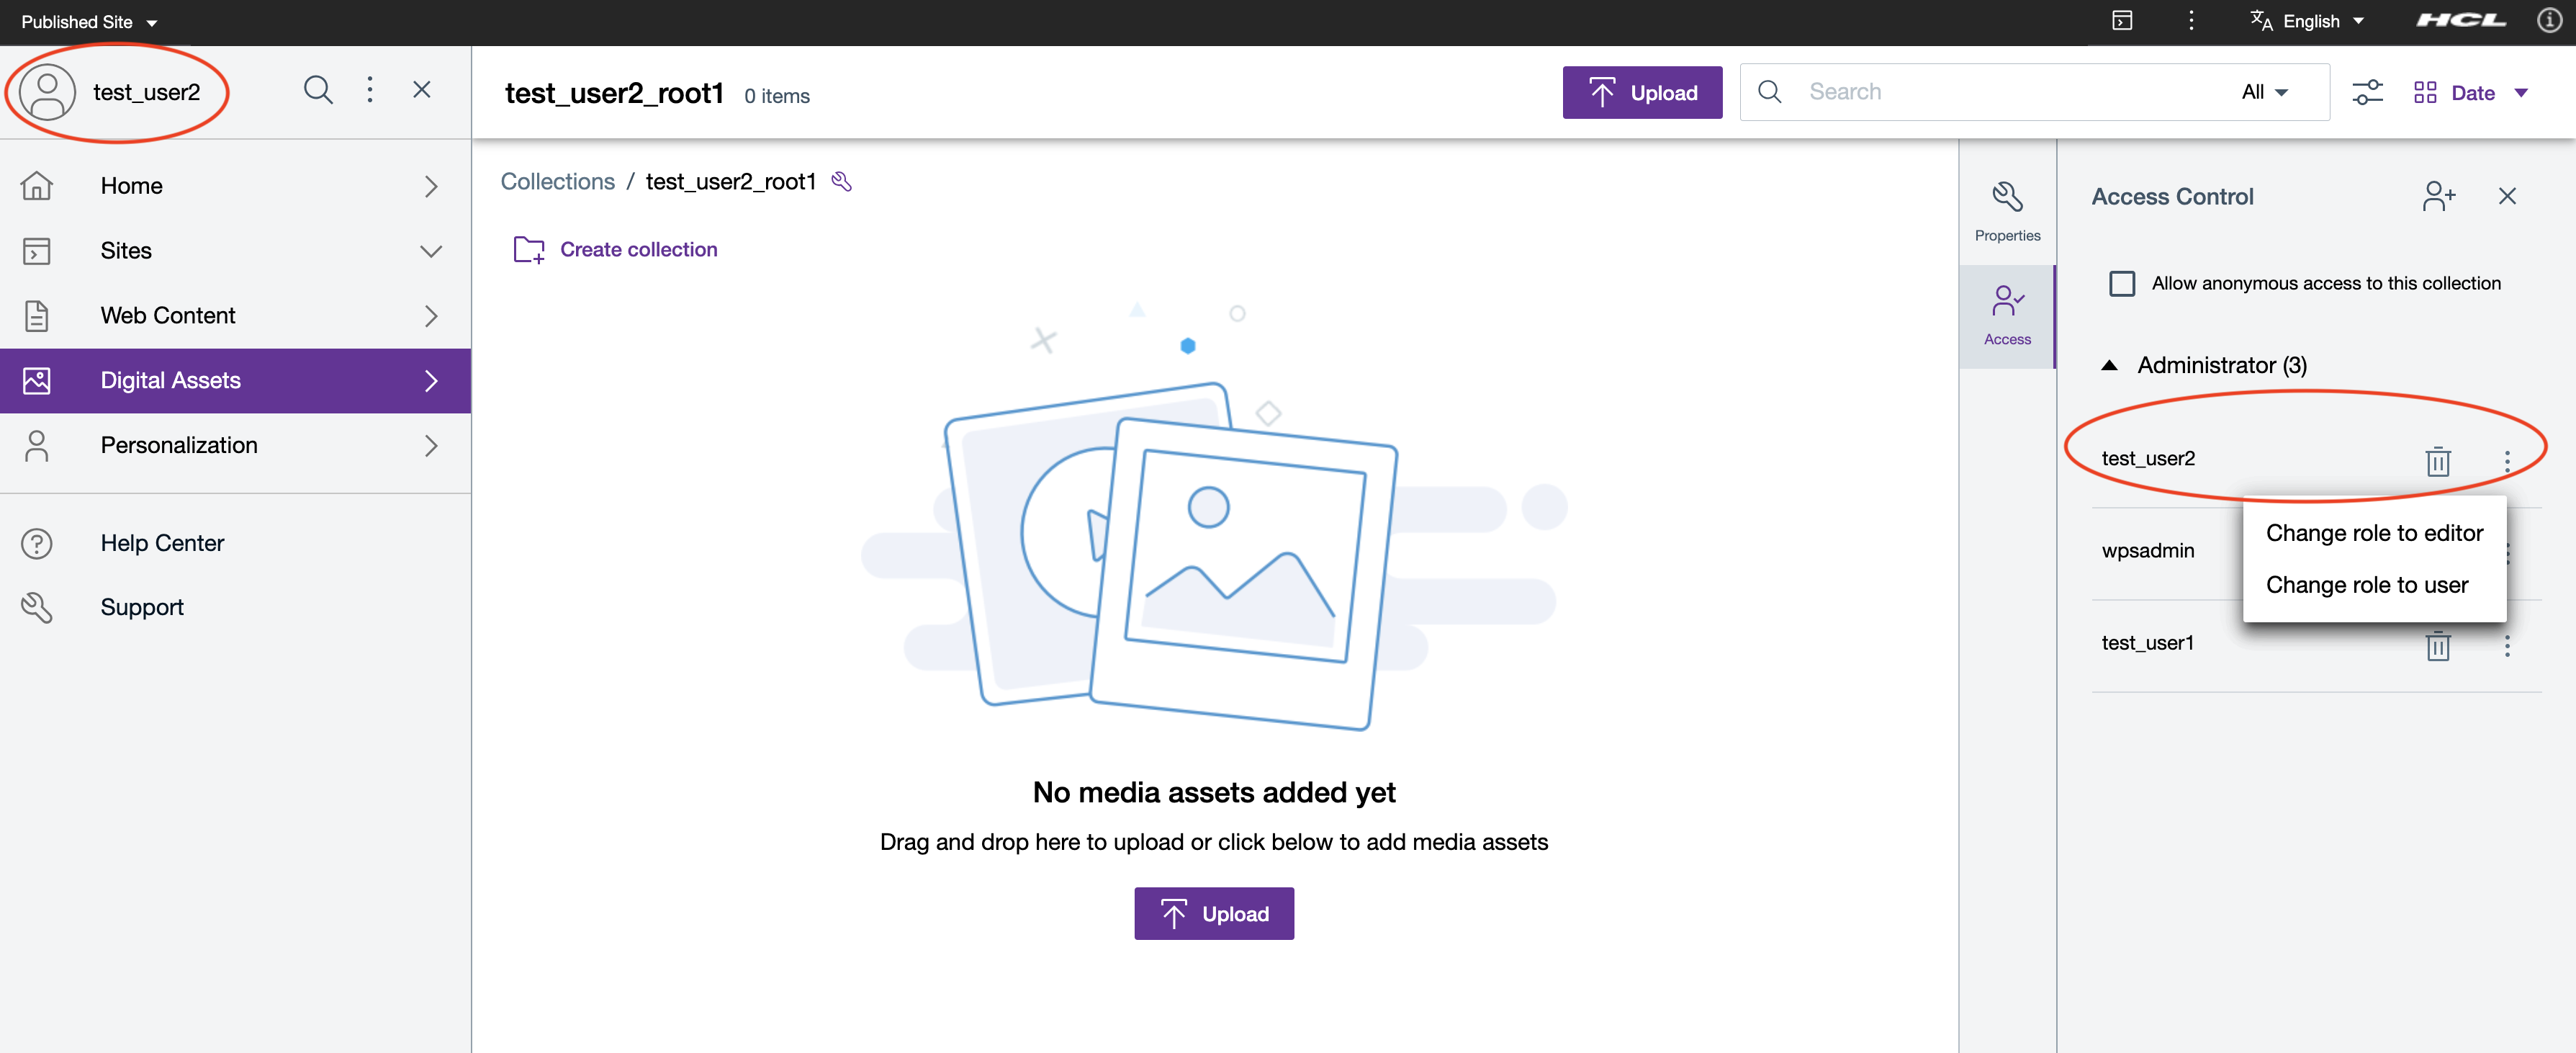 Published Site
English
HCL
test_user2
test_user2_root1 0 items
Upload
Search
All
Date
Home
Sites
Web Content
Digital Assets
Personalization
Help Center
Support
Collections / test_user2_root1
Create collection
No media assets added yet
Drag and drop here to upload or click below to add media assets
Upload
Properties
Access
Access Control
Allow anonymous access to this collection
Administrator (3)
test_user2
Change role to editor
wpsadmin
Change role to user
test_user1